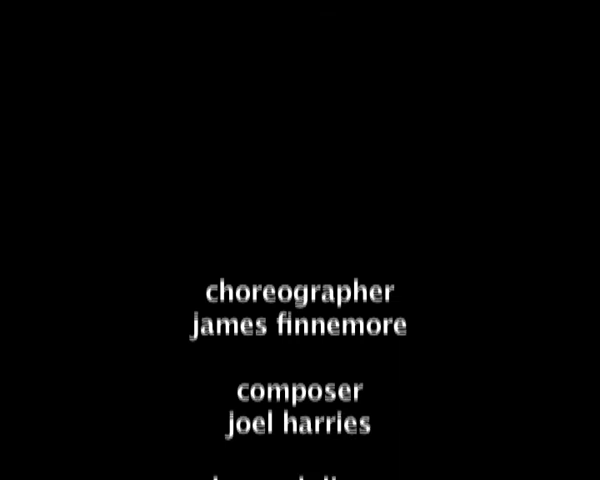 choreographer
james finnemore
composer
joel harries